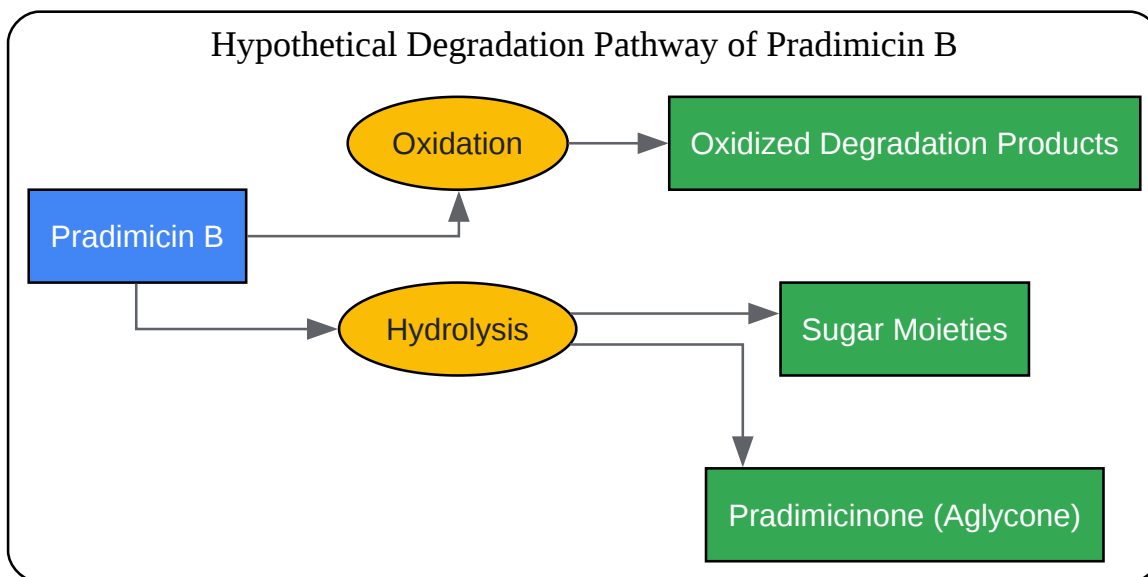 Hypothetical Degradation Pathway of Pradimicin B
Oxidation
Oxidized Degradation Products
Pradimicin B
Hydrolysis
Sugar Moieties
Pradimicinone (Aglycone)